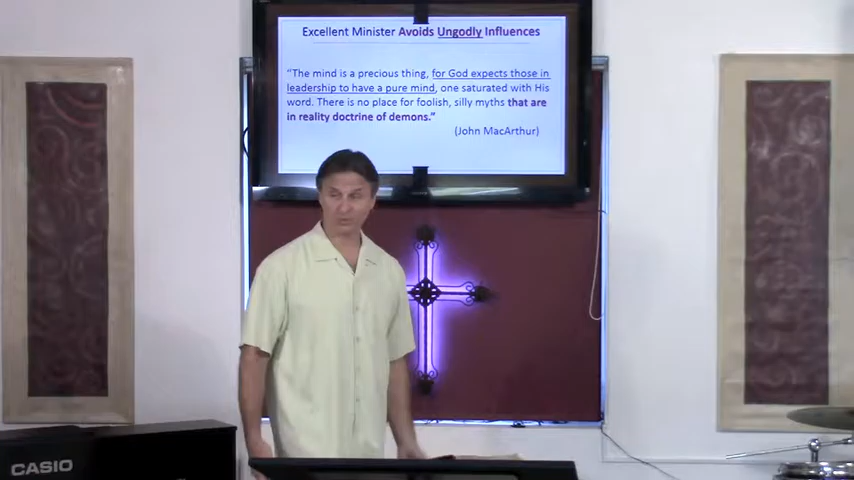 Excellent Minister Avoids Ungodly Influences
"The mind is a precious thing, for God expects those in
leadership to have a pure mind, one saturated with His
word. There is no place for foolish, silly myths that are
in reality doctrine of demons."
(John MacArthur)
CASIO